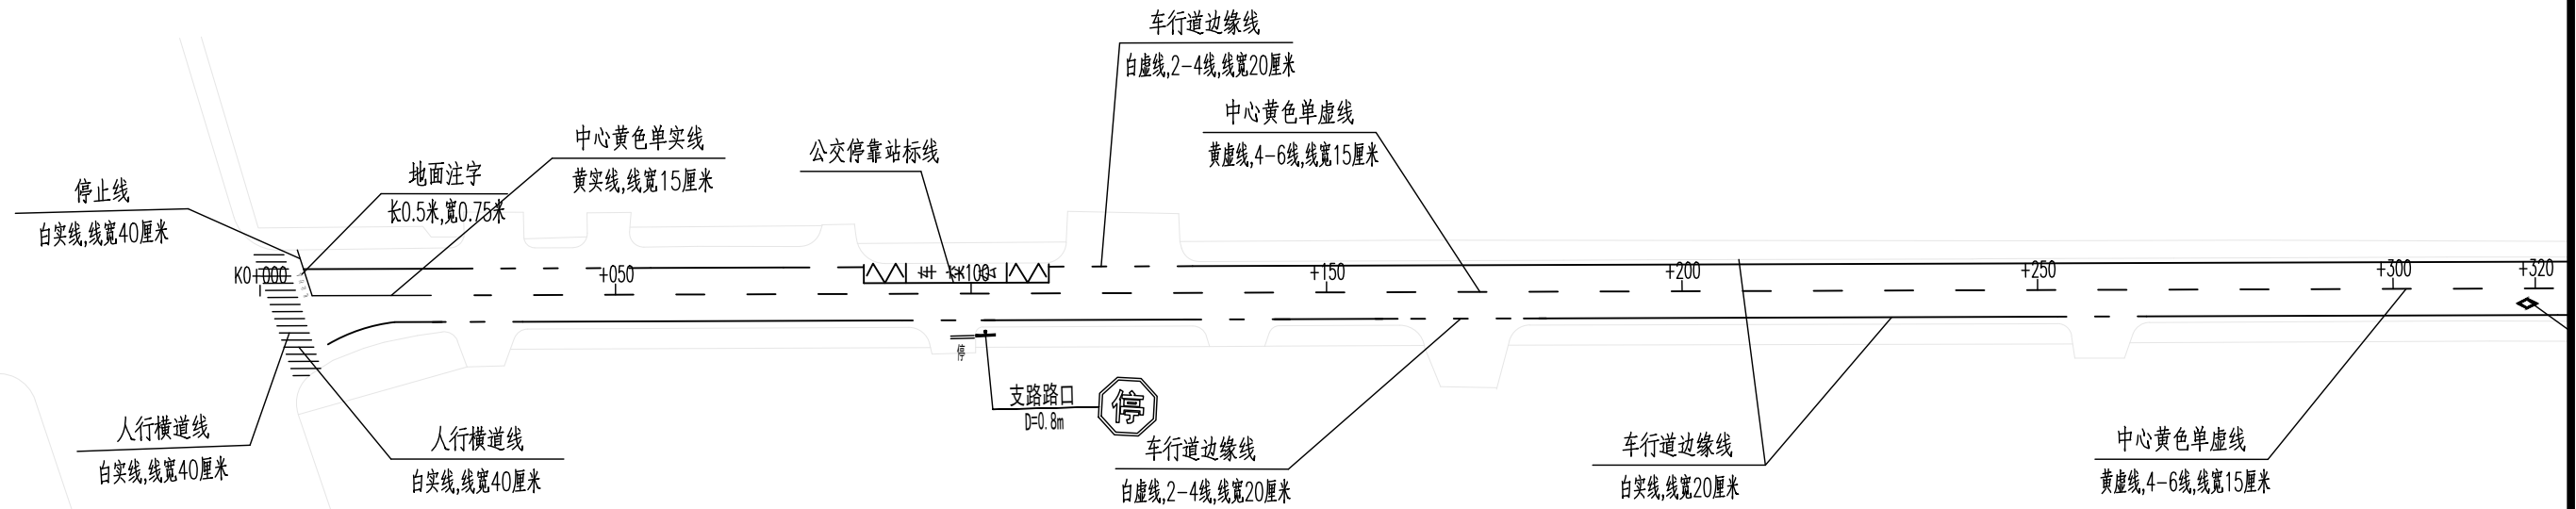 车行道边缘线
白虚线,2-4线,线宽20厘米
中心黄色单虚线
黄虚线,4-6线,线宽15厘米
中心黄色单实线
黄实线,线宽15厘米
公交停靠站标线
地面注字
长0.5米,宽0.75米
停止线
白实线,线宽40厘米
K0+000
+050
+100
+150
+200
+250
+300
+320
停
支路路口
D=0.8m
停
人行横道线
白实线,线宽40厘米
人行横道线
白实线,线宽40厘米
车行道边缘线
白虚线,2-4线,线宽20厘米
车行道边缘线
白实线,线宽20厘米
中心黄色单虚线
黄虚线,4-6线,线宽15厘米